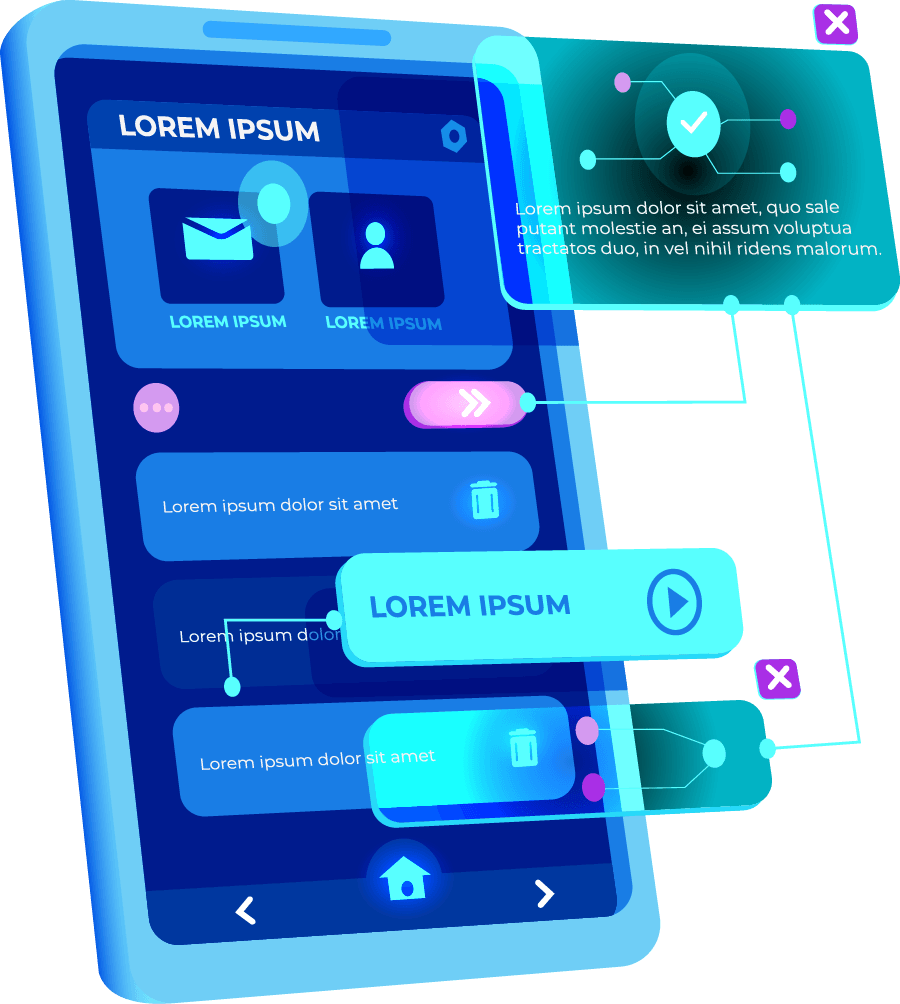 LOREM IPSUM
LOREM IPSUM
LOREM IPSUM
Lorem ipsum dolor sit amet, quo sale
putant molestie an, ei assum voluptua
tractatos duo, in vel nihil ridens malorum.
Lorem ipsum dolor sit amet
LOREM IPSUM
Lorem ipsum dolor
Lorem ipsum dolor sit amet